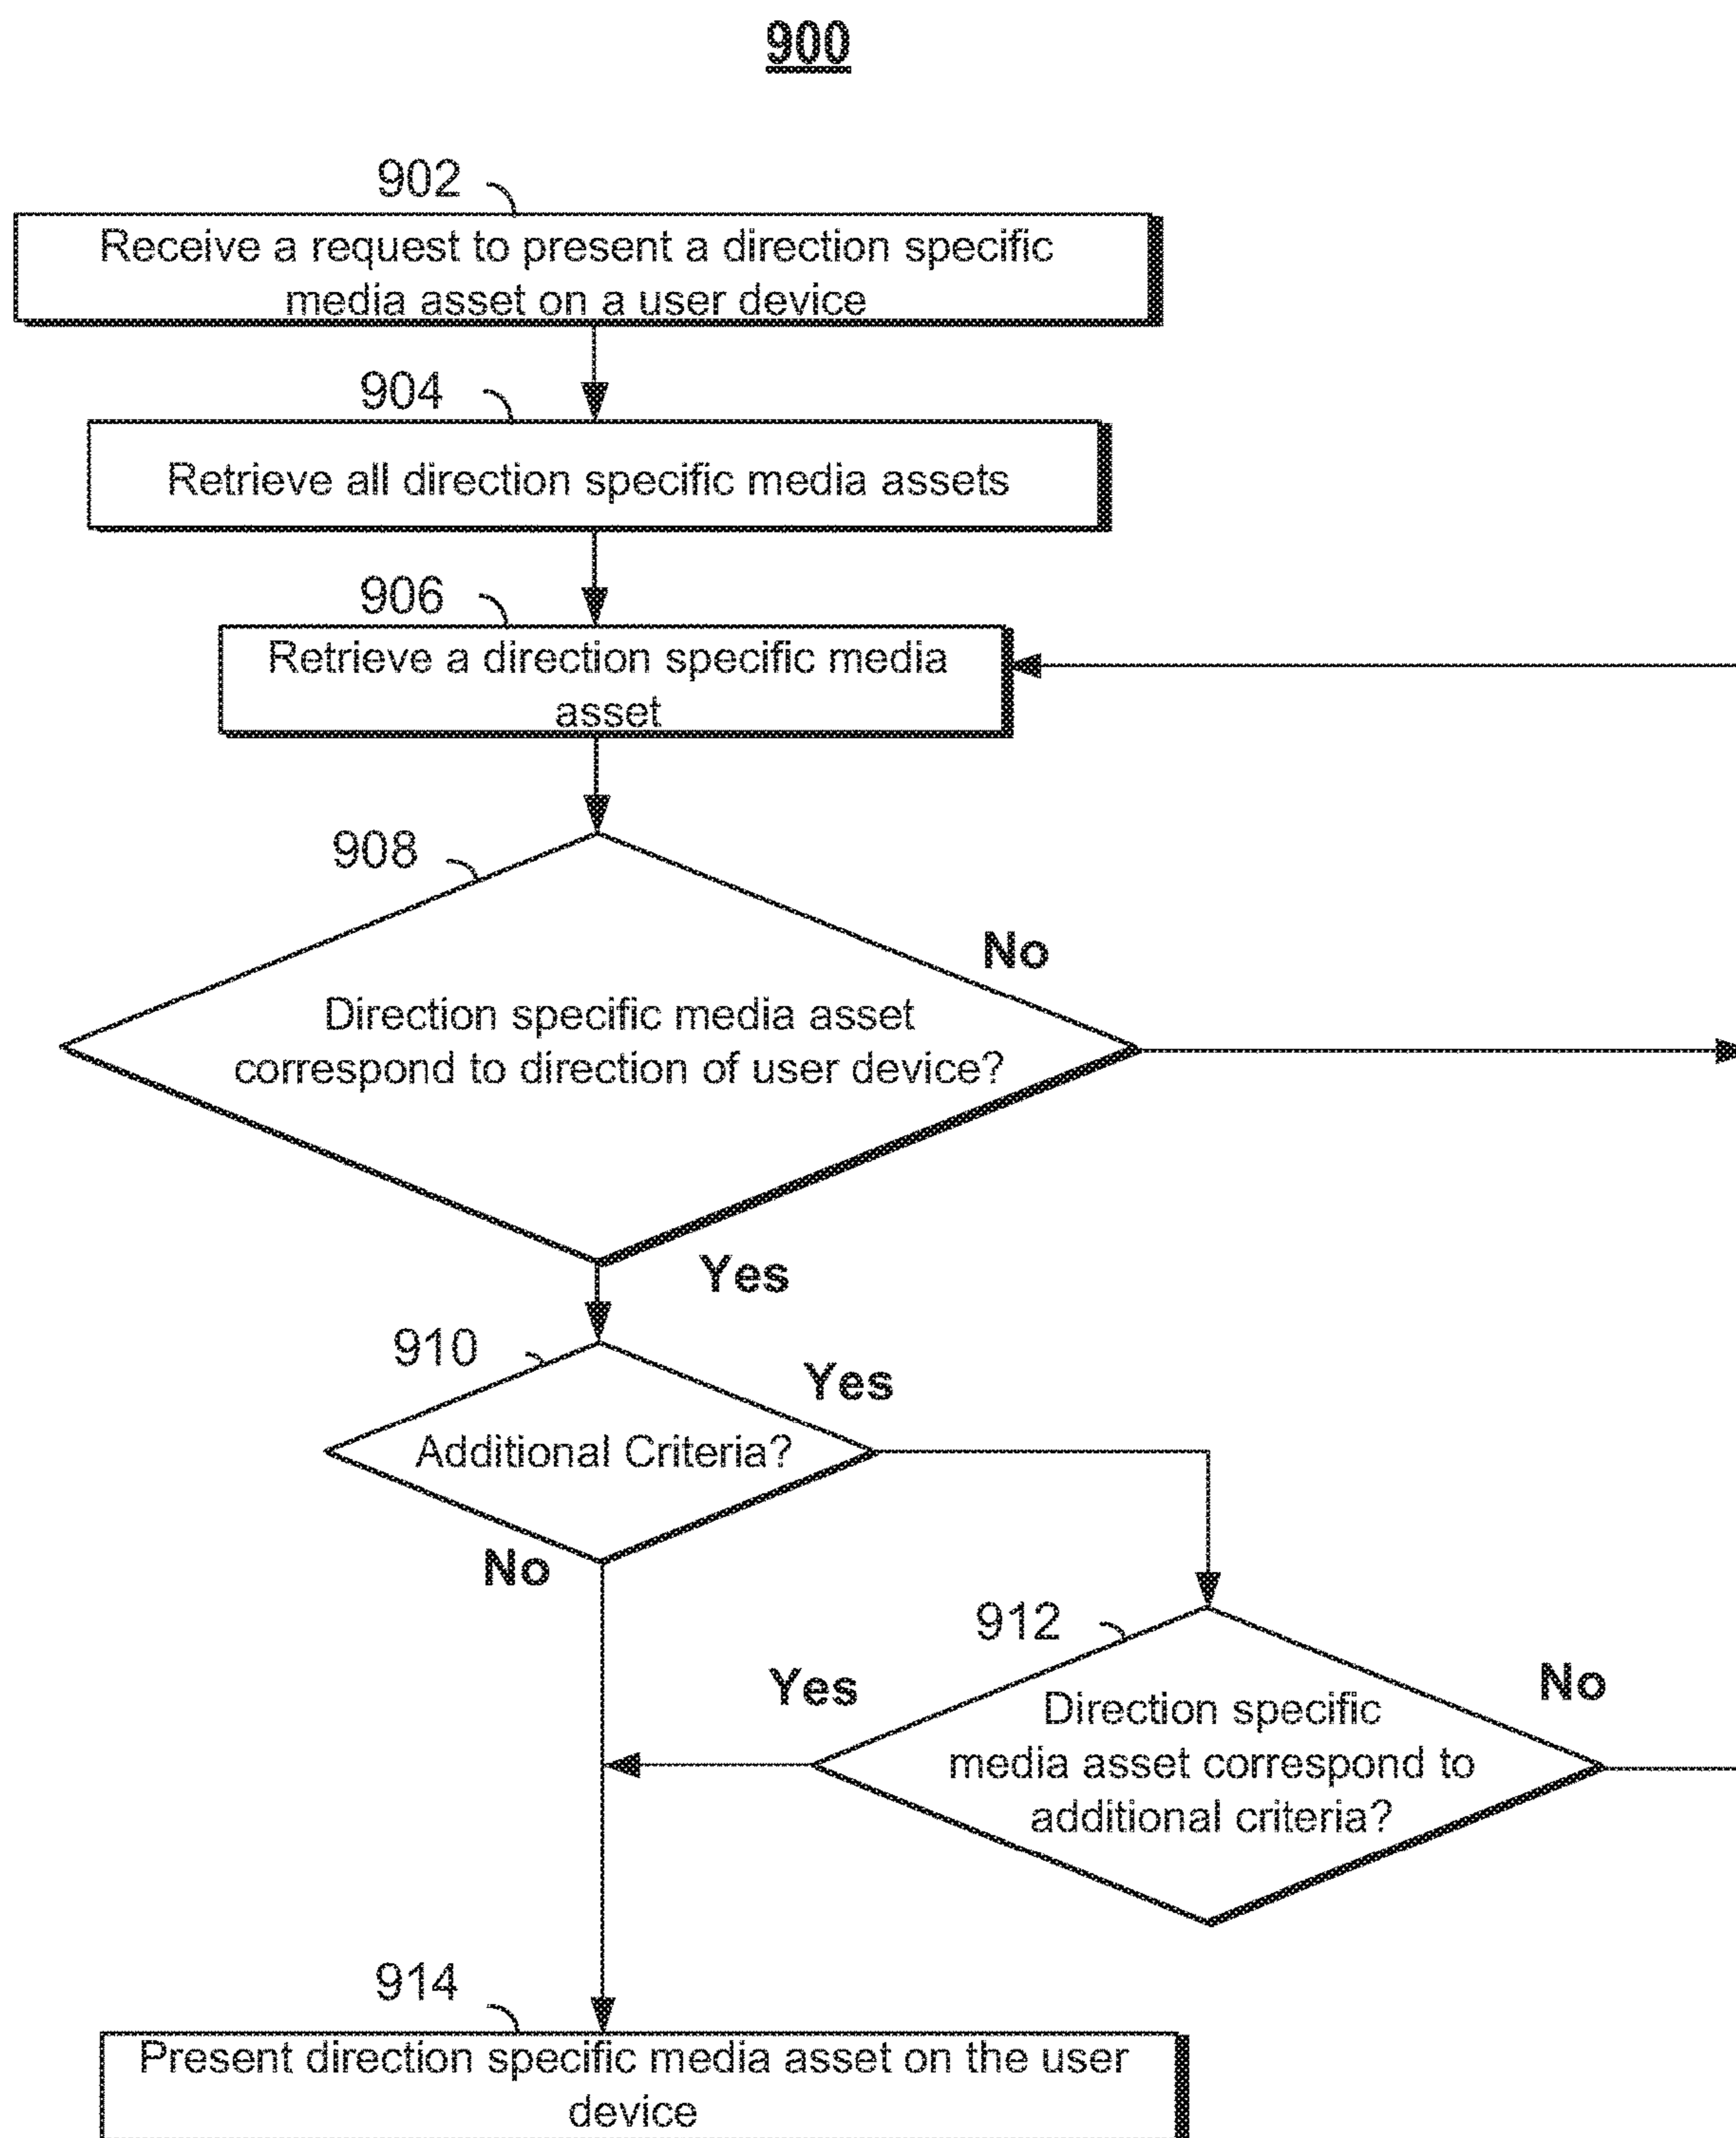 900
902
Receive a request to present a direction specific
media asset on a user device
904
Retrieve all direction specific media assets
906
Retrieve a direction specific media
asset
908
No
Direction specific media asset
correspond to direction of user device?
Yes
910
Yes
Additional Criteria?
No
912
Yes
No
Direction specific
media asset correspond to
additional criteria?
914
Present direction specific media asset on the user
device